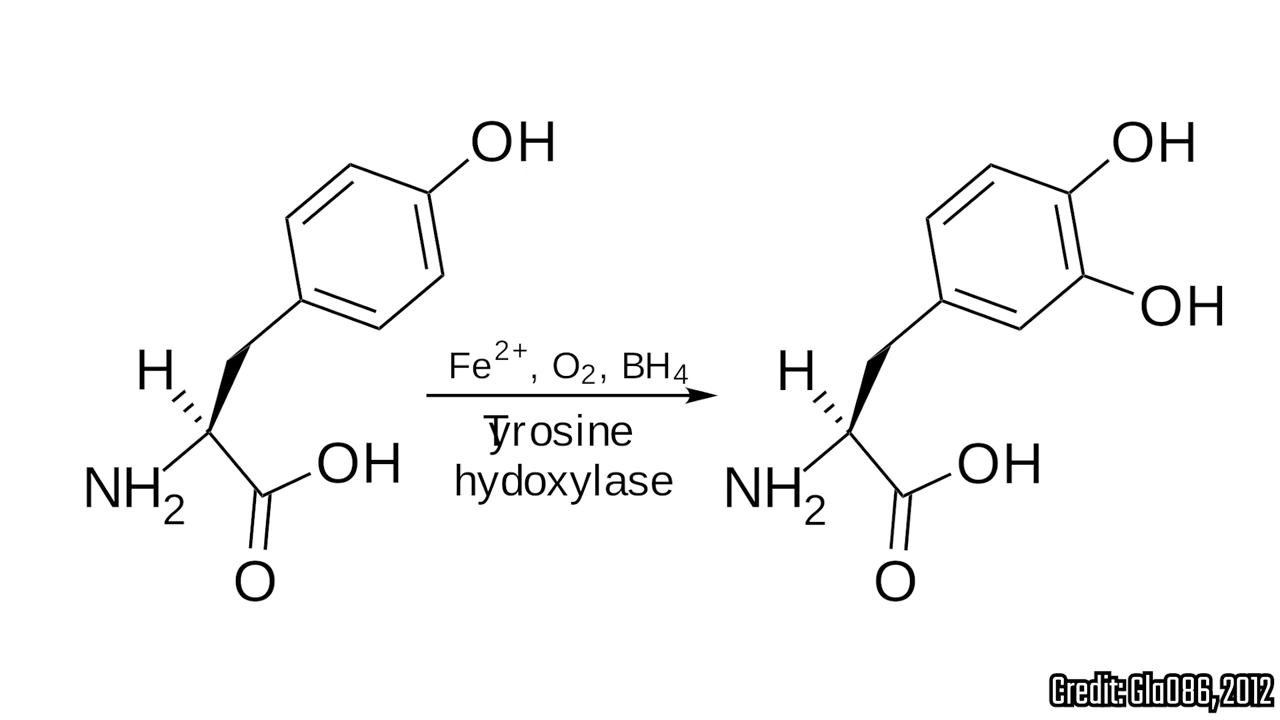 OH
OH
OH
H
Fe²⁺, O₂, BH₄
H
Tyrosine
hydoxylase
OH
NH₂
OH
NH₂
O
O
Credit: Gla086, 2012